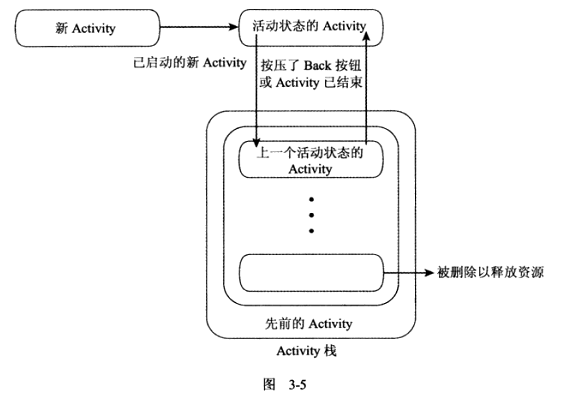 新 Activity
活动状态的 Activity
已启动的新 Activity
按压了 Back 按钮
或 Activity 已结束
上一个活动状态的
Activity
被删除以释放资源
先前的 Activity
Activity 栈
图 3-5